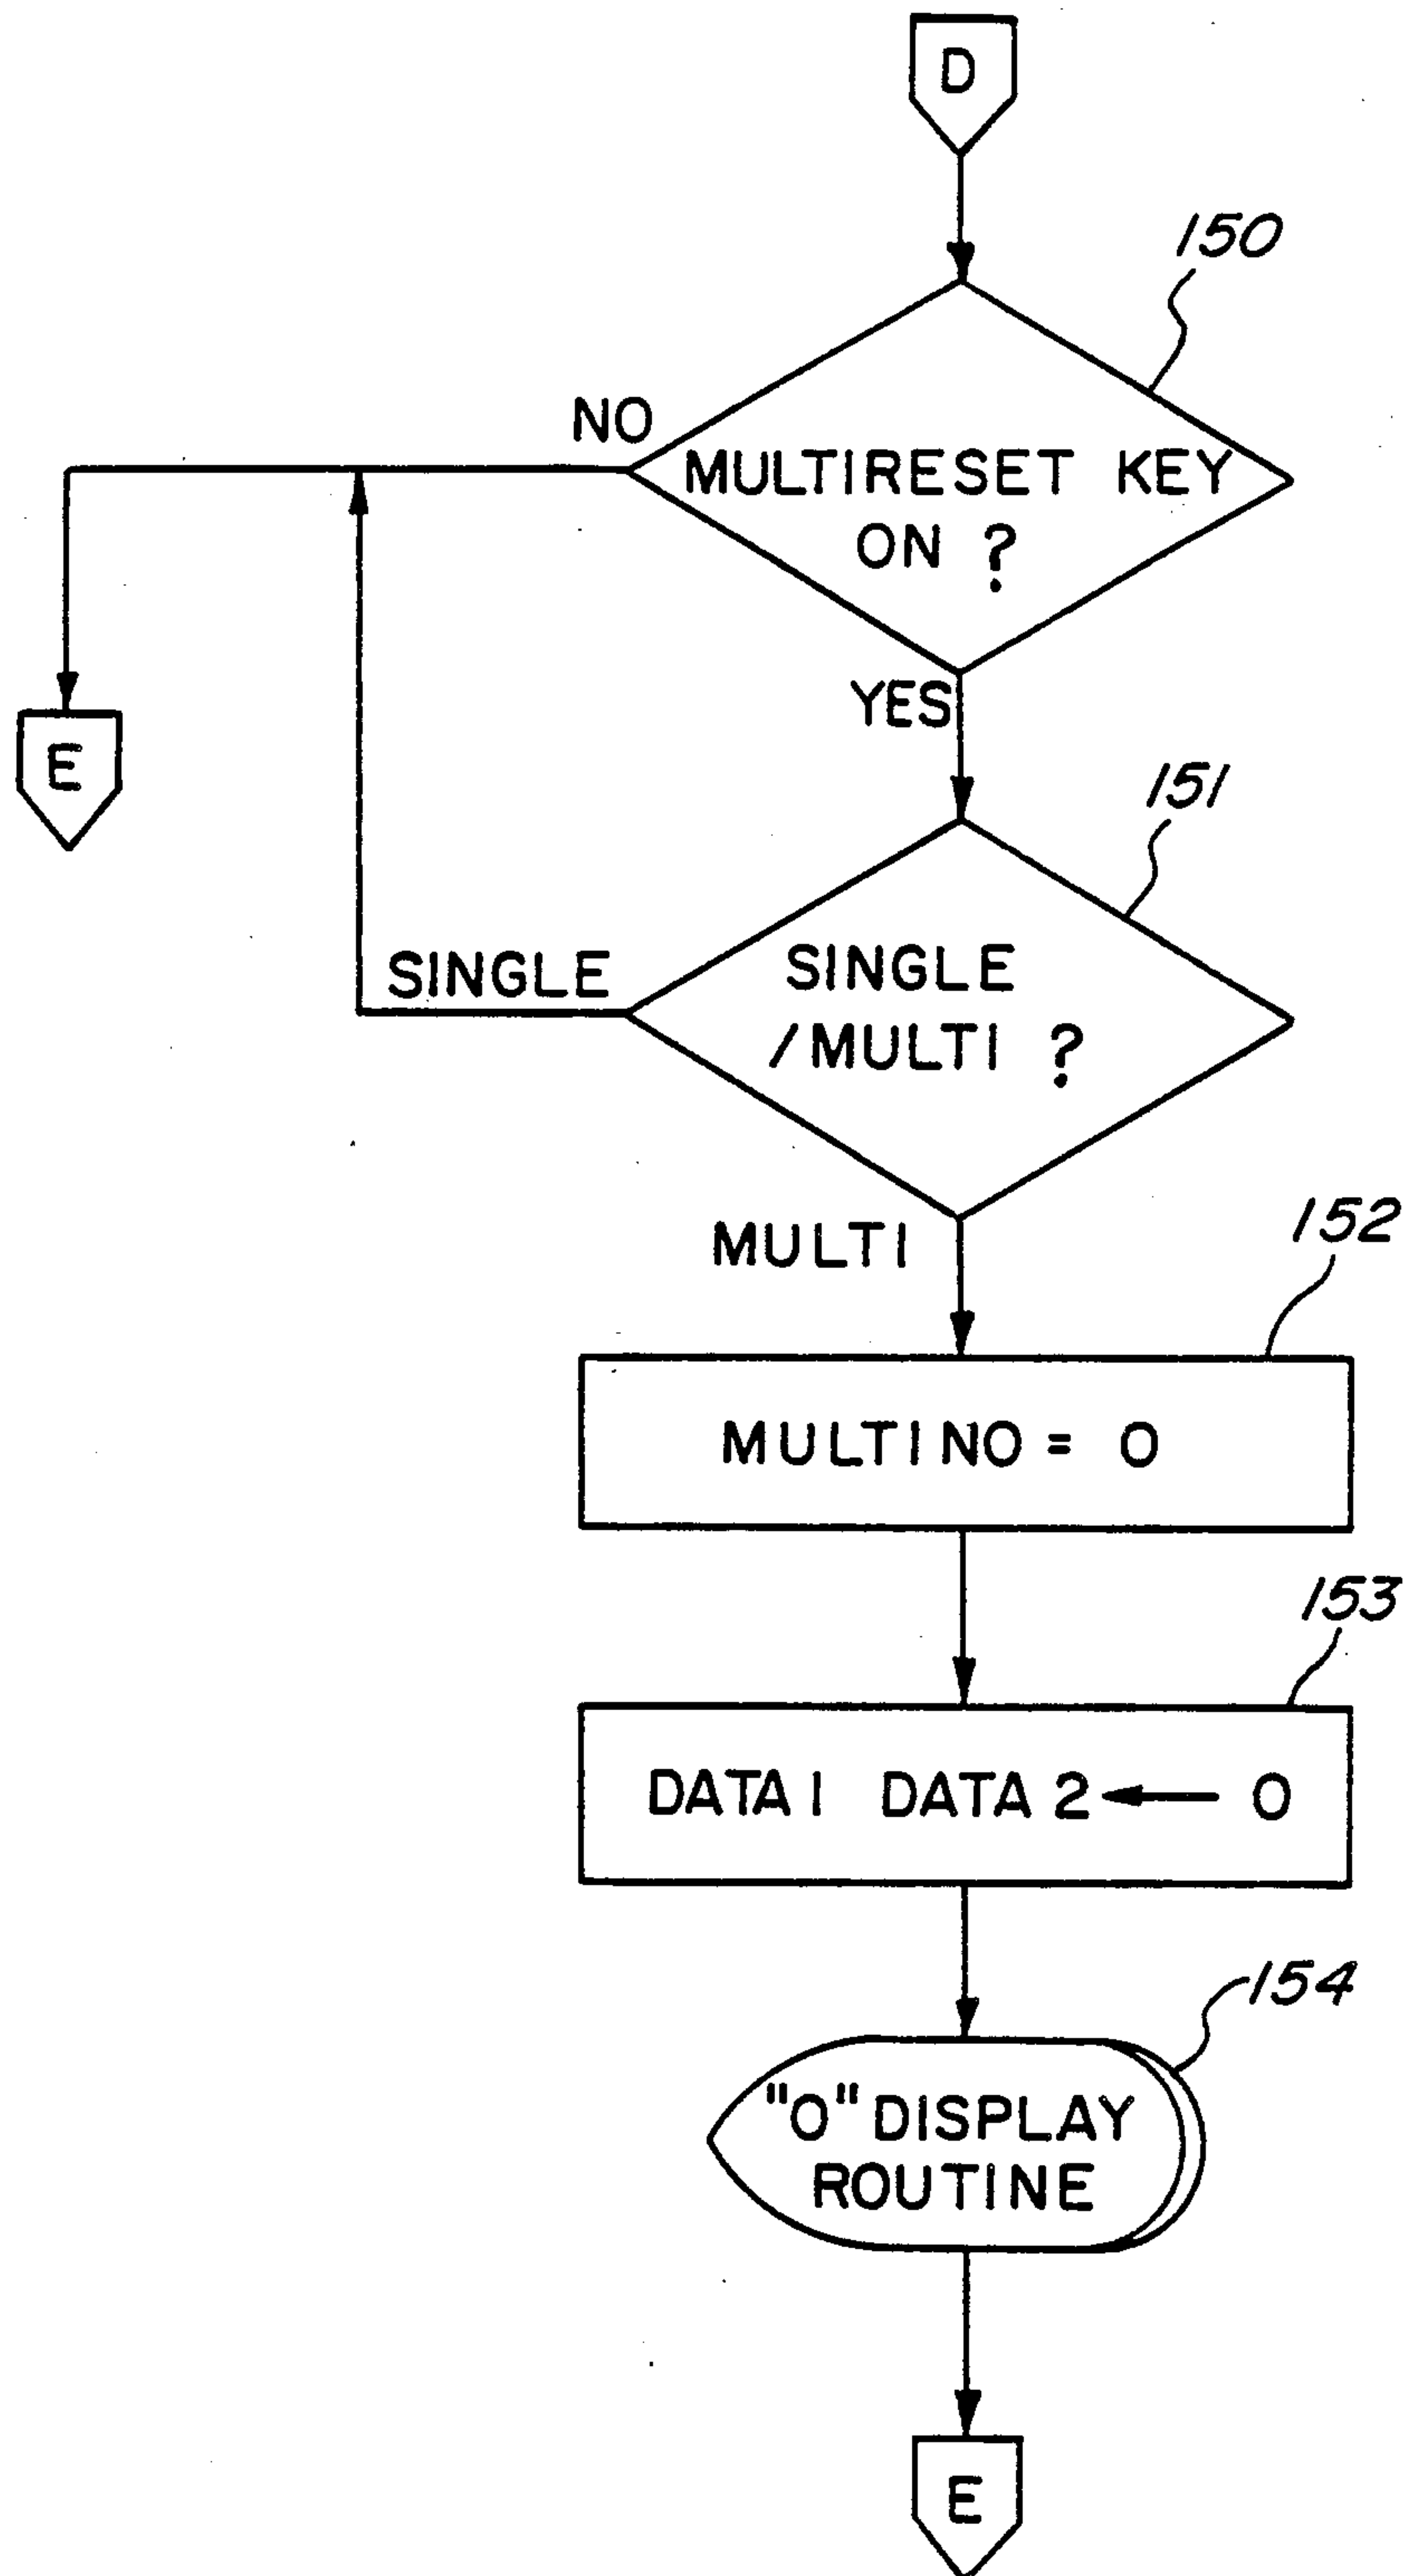 D
150
NO
MULTIRESET KEY
ON ?
YES
E
151
SINGLE
SINGLE
/MULTI ?
MULTI
152
MULTINO = 0
153
DATA1 DATA2 ← 0
154
"0" DISPLAY
ROUTINE
E